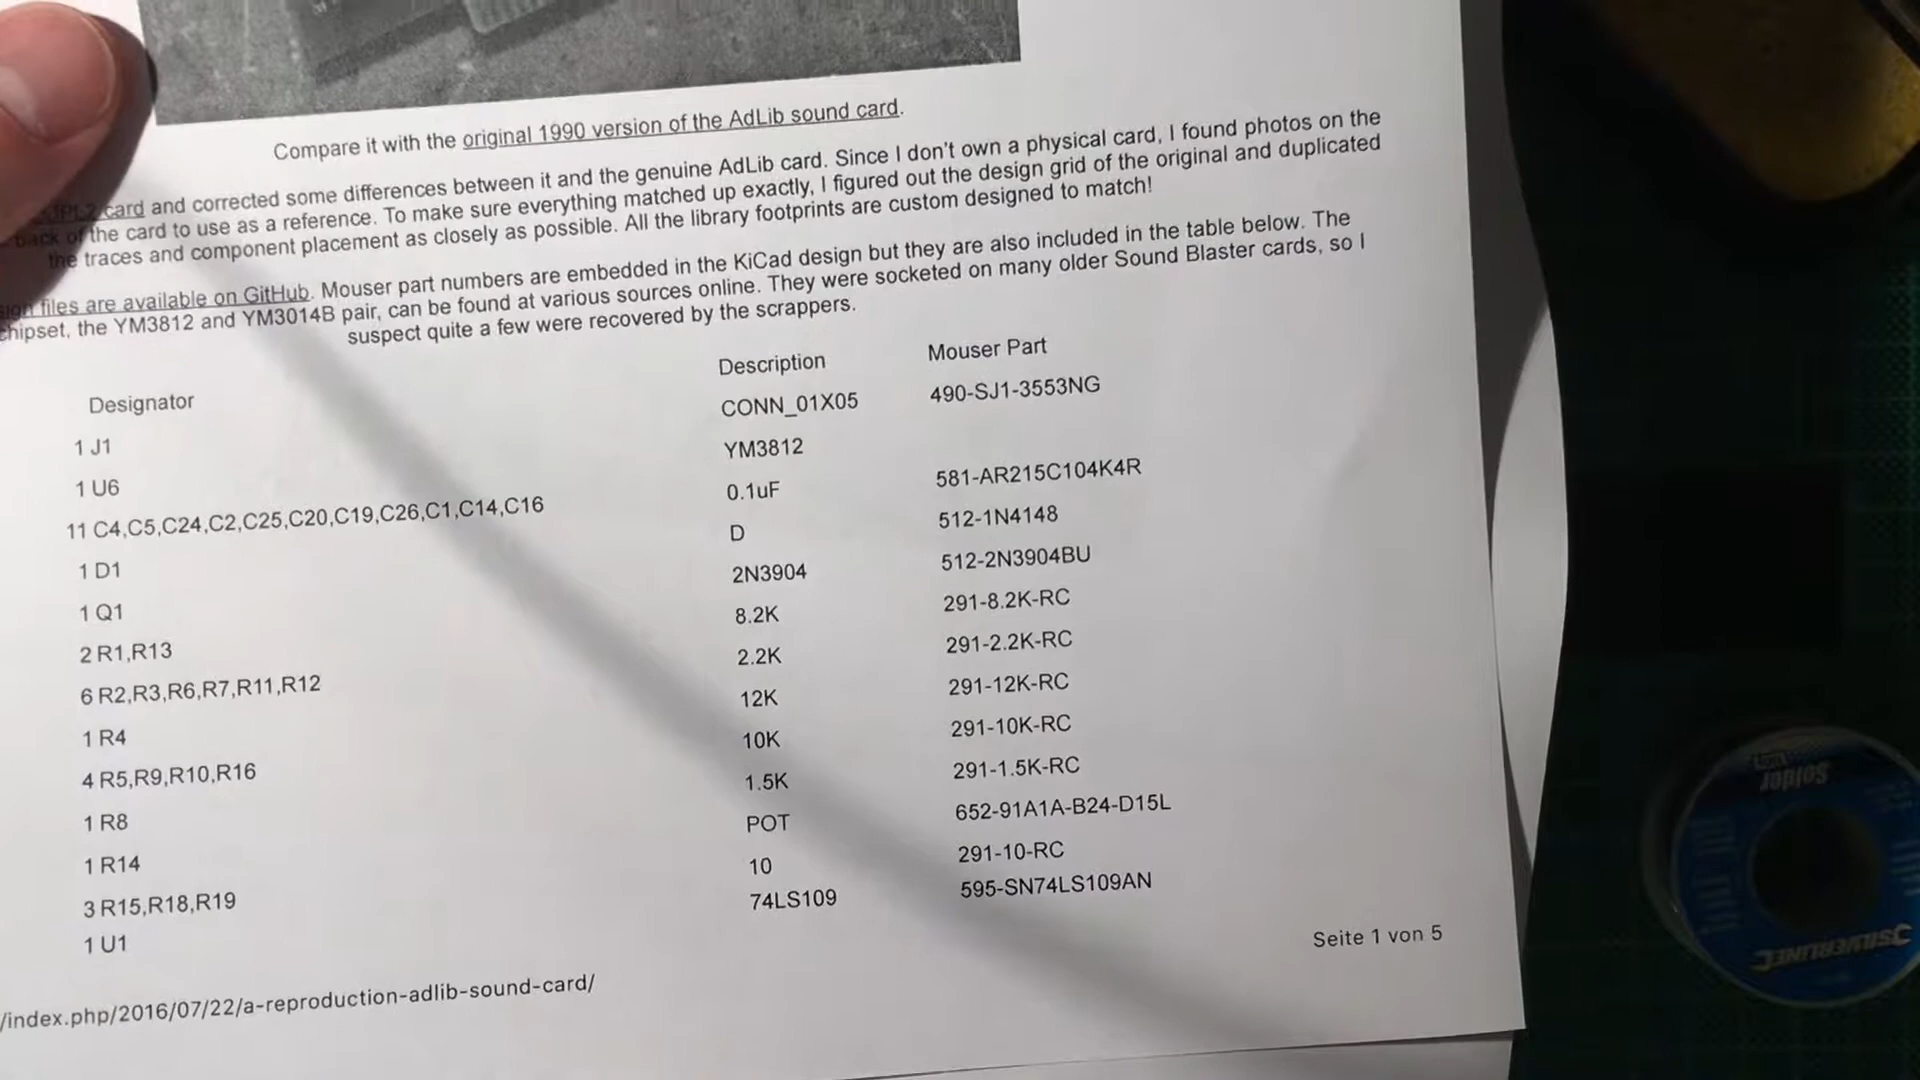 Compare it with the original 1990 version of the AdLib sound card.
card and corrected some differences between it and the genuine AdLib card. Since I don't own a physical card, I found photos on the
back of the card to use as a reference. To make sure everything matched up exactly, I figured out the design grid of the original and duplicated
the traces and component placement as closely as possible. All the library footprints are custom designed to match!
files are available on GitHub. Mouser part numbers are embedded in the KiCad design but they are also included in the table below. The
chipset, the YM3812 and YM3014B pair, can be found at various sources online. They were socketed on many older Sound Blaster cards, so I
suspect quite a few were recovered by the scrappers.
Designator Description Mouser Part
1 J1 CONN_01X05 490-SJ1-3553NG
1 U6 YM3812
11 C4,C5,C24,C2,C25,C20,C19,C26,C1,C14,C16 0.1uF 581-AR215C104K4R
1 D1 D 512-1N4148
1 Q1 2N3904 512-2N3904BU
2 R1,R13 8.2K 291-8.2K-RC
6 R2,R3,R6,R7,R11,R12 2.2K 291-2.2K-RC
1 R4 12K 291-12K-RC
4 R5,R9,R10,R16 10K 291-10K-RC
1 R8 1.5K 291-1.5K-RC
1 R14 POT 652-91A1A-B24-D15L
3 R15,R18,R19 10 291-10-RC
1 U1 74LS109 595-SN74LS109AN
Seite 1 von 5
/index.php/2016/07/22/a-reproduction-adlib-sound-card/
Solder
SILVERLINE